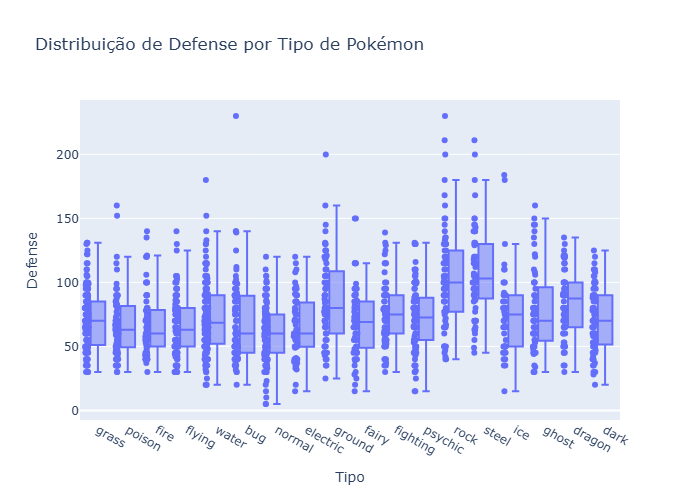 Distribuição de Defense por Tipo de Pokémon
Defense
200
150
100
50
0
grass
poison
fire
flying
water
bug
normal
electric
ground
fairy
fighting
psychic
rock
steel
ice
ghost
dragon
dark
Tipo